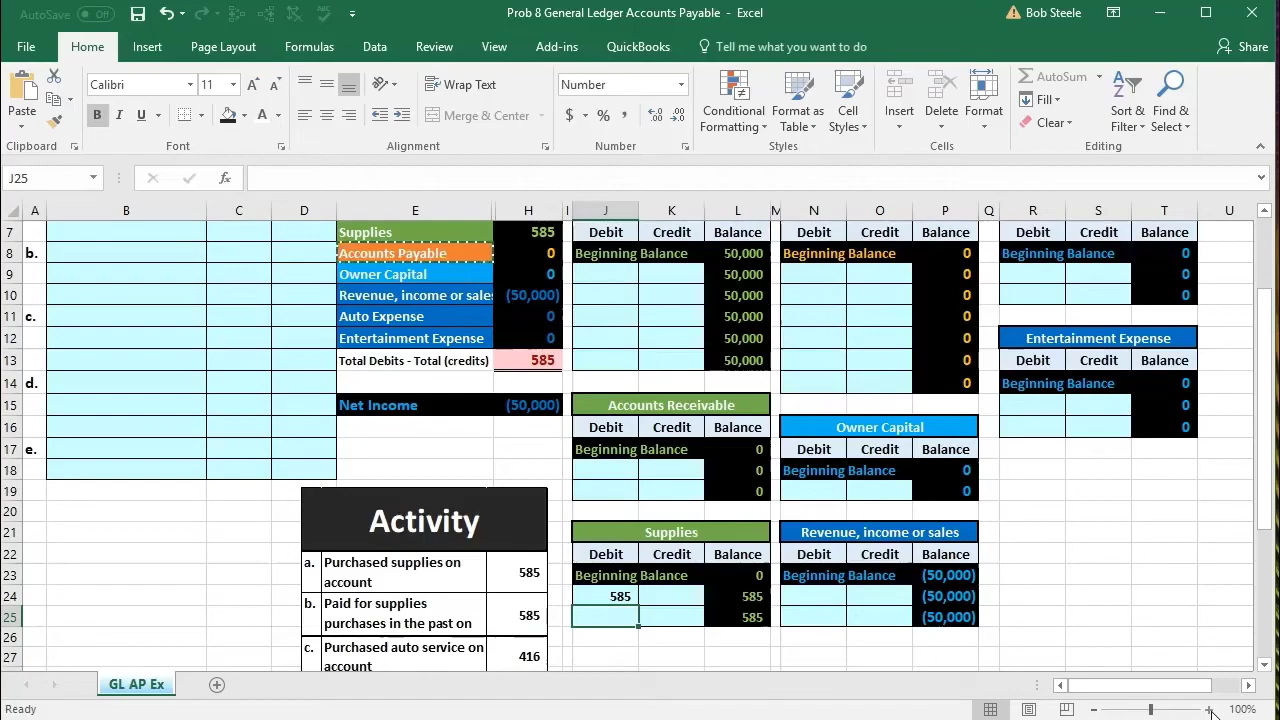 AutoSave Off Prob 8 General Ledger Accounts Payable - Excel Bob Steele
File Home Insert Page Layout Formulas Data Review View Add-ins QuickBooks Tell me what you want to do Share
Calibri 11 Wrap Text Number AutoSum
Paste B I U A Merge & Center $ % , Conditional Formatting Format as Table Cell Styles Insert Delete Format Fill Clear Sort & Filter Find & Select
Clipboard Font Alignment Number Styles Cells Editing
J25 fx
A B C D E H I J K L M N O P Q R S T U
7 Supplies 585 Debit Credit Balance Debit Credit Balance Debit Credit Balance
8 b. Accounts Payable 0 Beginning Balance 50,000 Beginning Balance 0 Beginning Balance 0
9 Owner Capital 0 50,000 0 0
10 Revenue, income or sales (50,000) 50,000 0 0
11 c. Auto Expense 0 50,000 0
12 Entertainment Expense 0 50,000 0 Entertainment Expense
13 Total Debits - Total (credits) 585 50,000 0 Debit Credit Balance
14 d. 0 Beginning Balance 0
15 Net Income (50,000) Accounts Receivable 0
16 Debit Credit Balance Owner Capital 0
17 e. Beginning Balance 0 Debit Credit Balance
18 0 Beginning Balance 0
19 0 0
20
21 Activity Supplies Revenue, income or sales
22 Debit Credit Balance Debit Credit Balance
23 a. Purchased supplies on account 585 Beginning Balance 0 Beginning Balance (50,000)
24 585 585 (50,000)
25 b. Paid for supplies purchases in the past on 585 585 (50,000)
26
27 c. Purchased auto service on account 416
GL AP Ex
Ready 100%